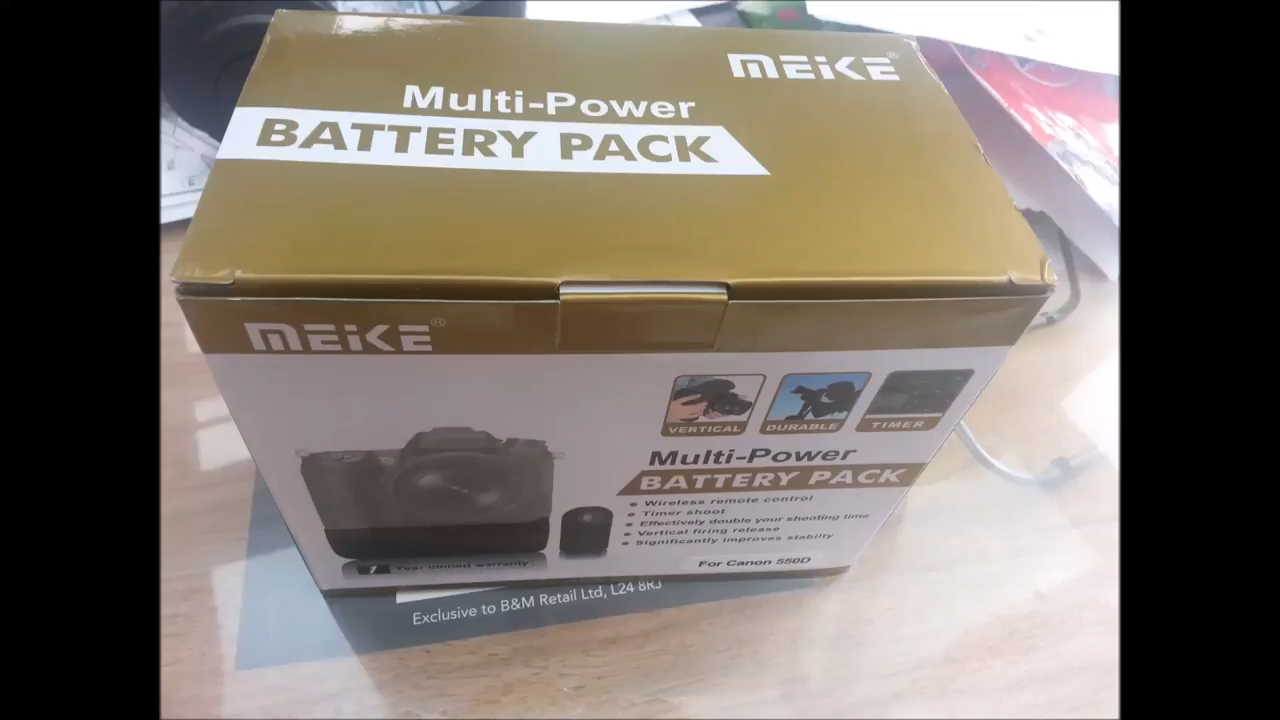 MEiKE®
Multi-Power
BATTERY PACK
MEiKE®
VERTICAL
DURABLE
TIMER
Multi-Power
BATTERY PACK
Wireless remote control
Timer shoot
Effectively double your shooting time
Vertical firing release
Significantly improves stability
1 Year limited warranty
For Canon 550D
Exclusive to B&M Retail Ltd, L24 8RJ